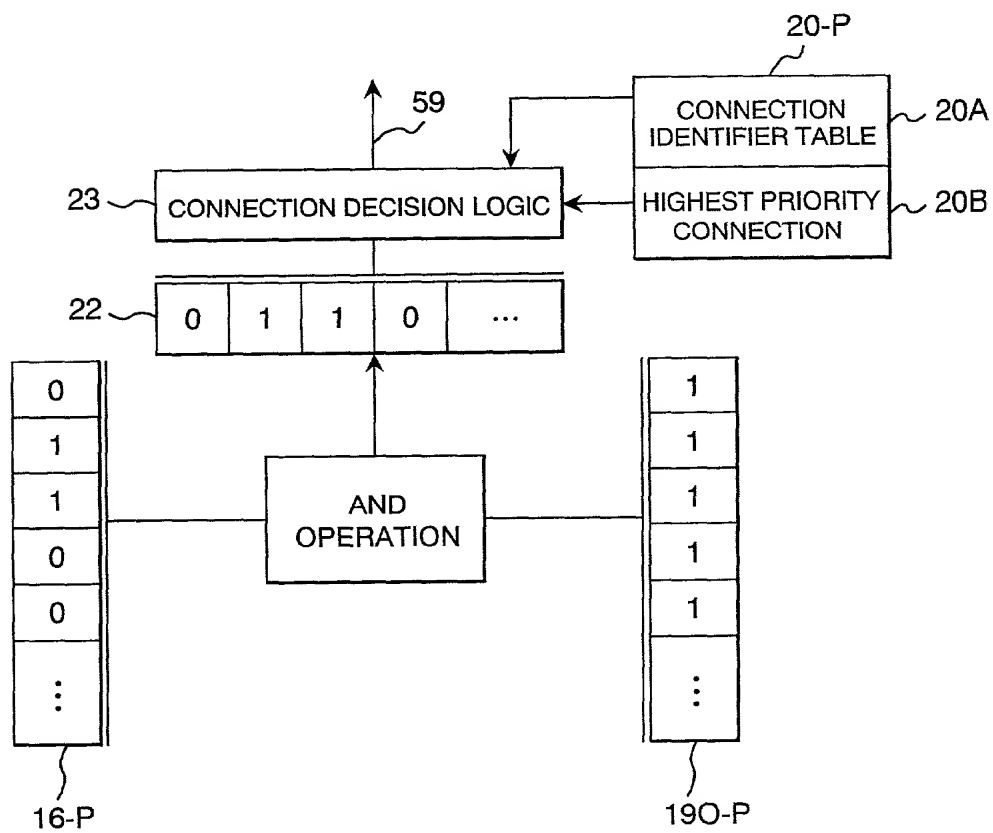 20-P
59
CONNECTION
IDENTIFIER TABLE
20A
23
CONNECTION DECISION LOGIC
HIGHEST PRIORITY
CONNECTION
20B
22
0 1 1 0 ...
0
1
1
0
0
⋮
AND
OPERATION
1
1
1
1
1
⋮
16-P
19O-P